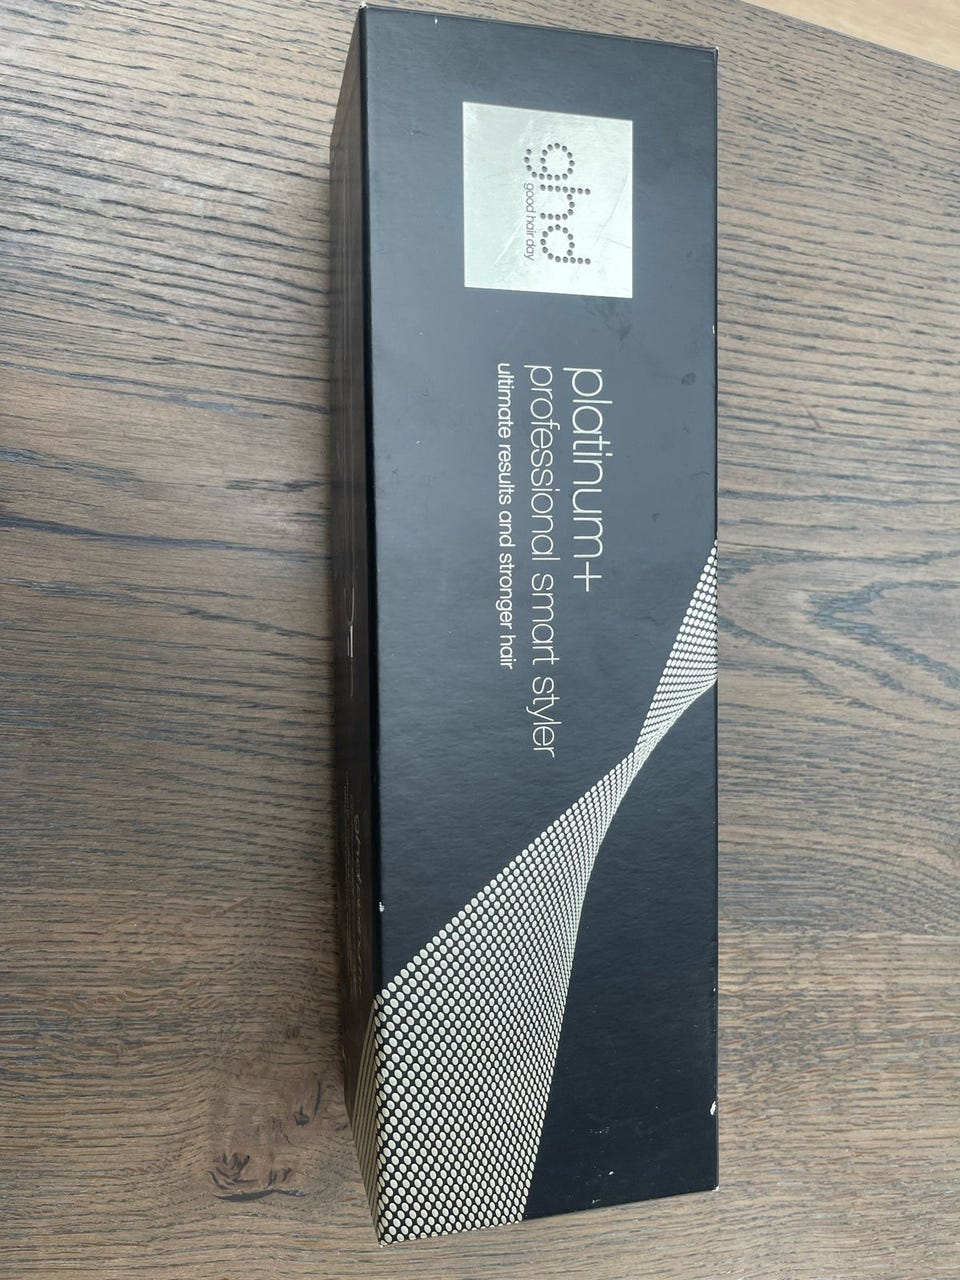 ghd
good hair day
platinum+
professional smart styler
ultimate results and stronger hair